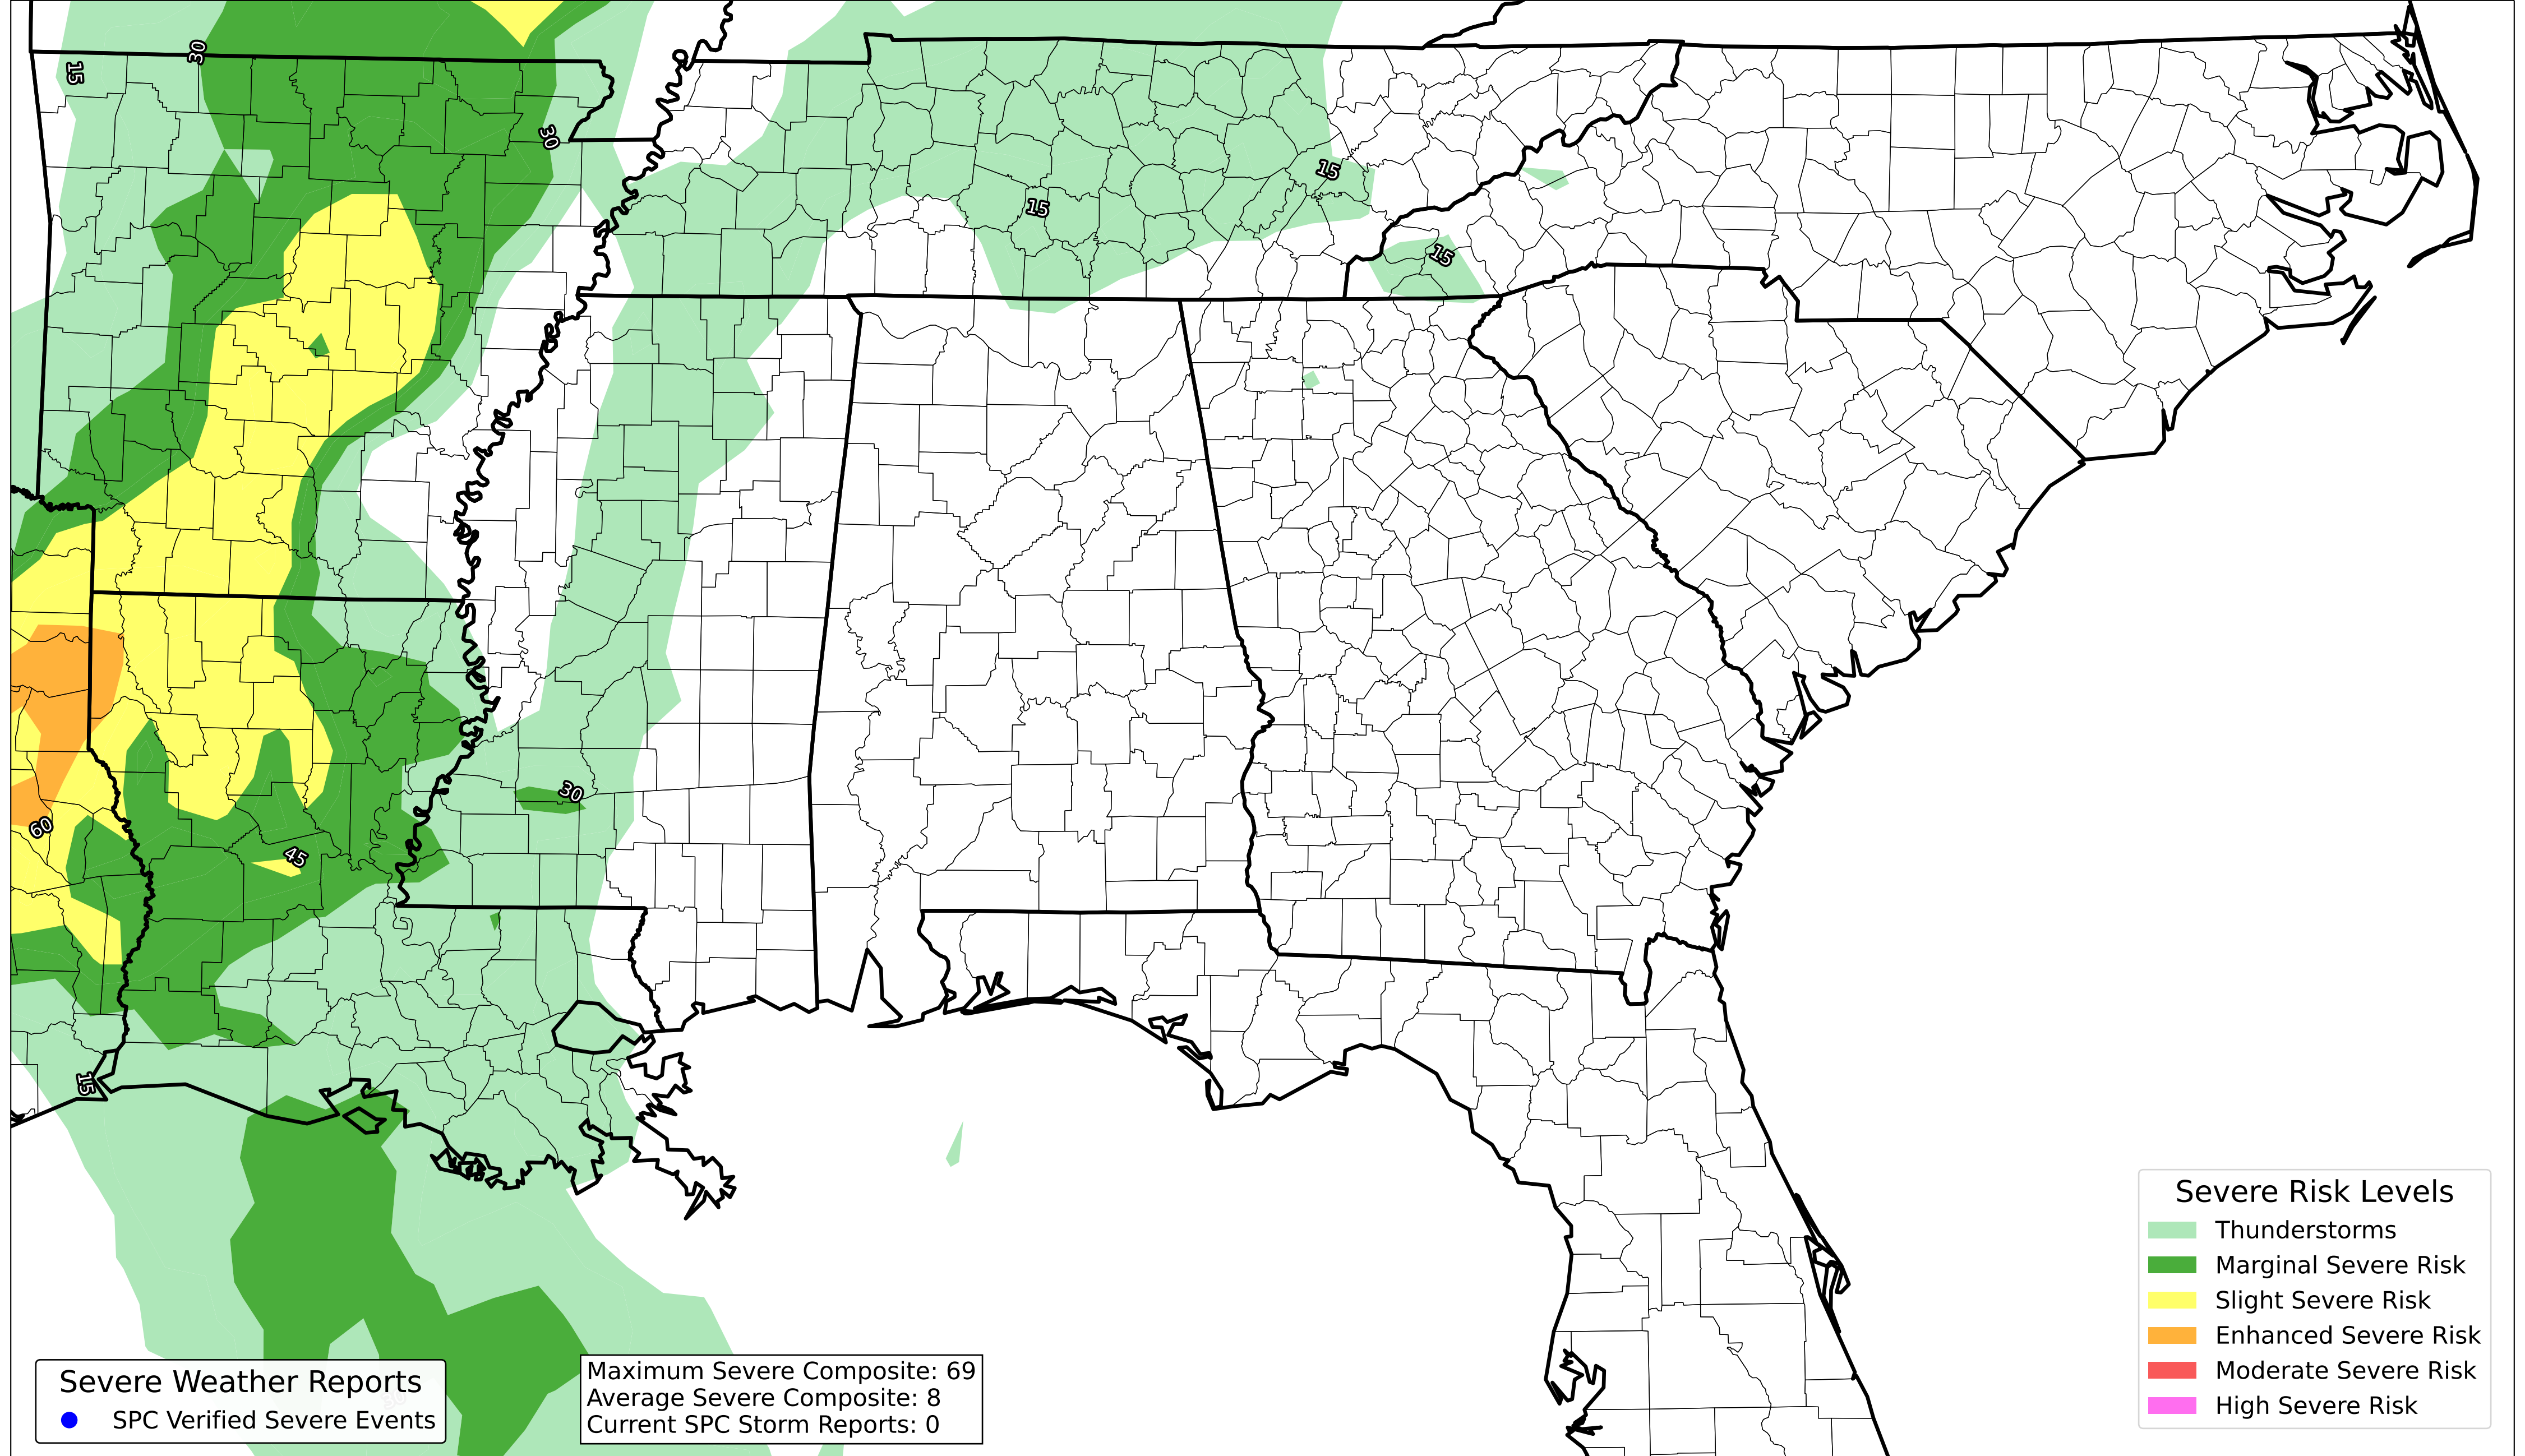 30
15
30
15
15
15
30
60
45
15
Severe Risk Levels
Thunderstorms
Marginal Severe Risk
Slight Severe Risk
Enhanced Severe Risk
Moderate Severe Risk
High Severe Risk
Severe Weather Reports
SPC Verified Severe Events
30
Maximum Severe Composite: 69
Average Severe Composite: 8
Current SPC Storm Reports: 0